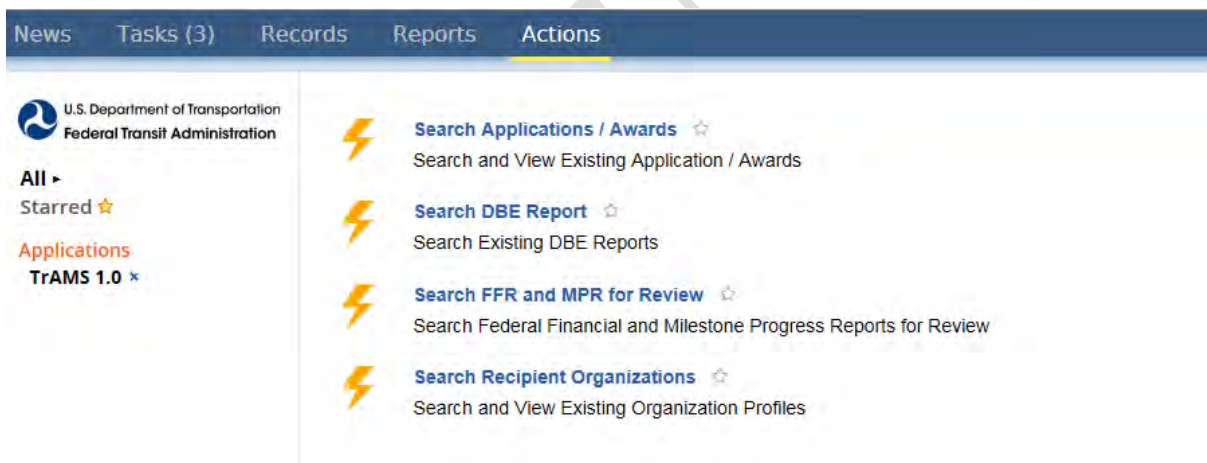 News Tasks (3) Records Reports Actions
U.S. Department of Transportation
Federal Transit Administration
All
Starred
Applications
TrAMS 1.0 ×
Search Applications / Awards
Search and View Existing Application / Awards
Search DBE Report
Search Existing DBE Reports
Search FFR and MPR for Review
Search Federal Financial and Milestone Progress Reports for Review
Search Recipient Organizations
Search and View Existing Organization Profiles